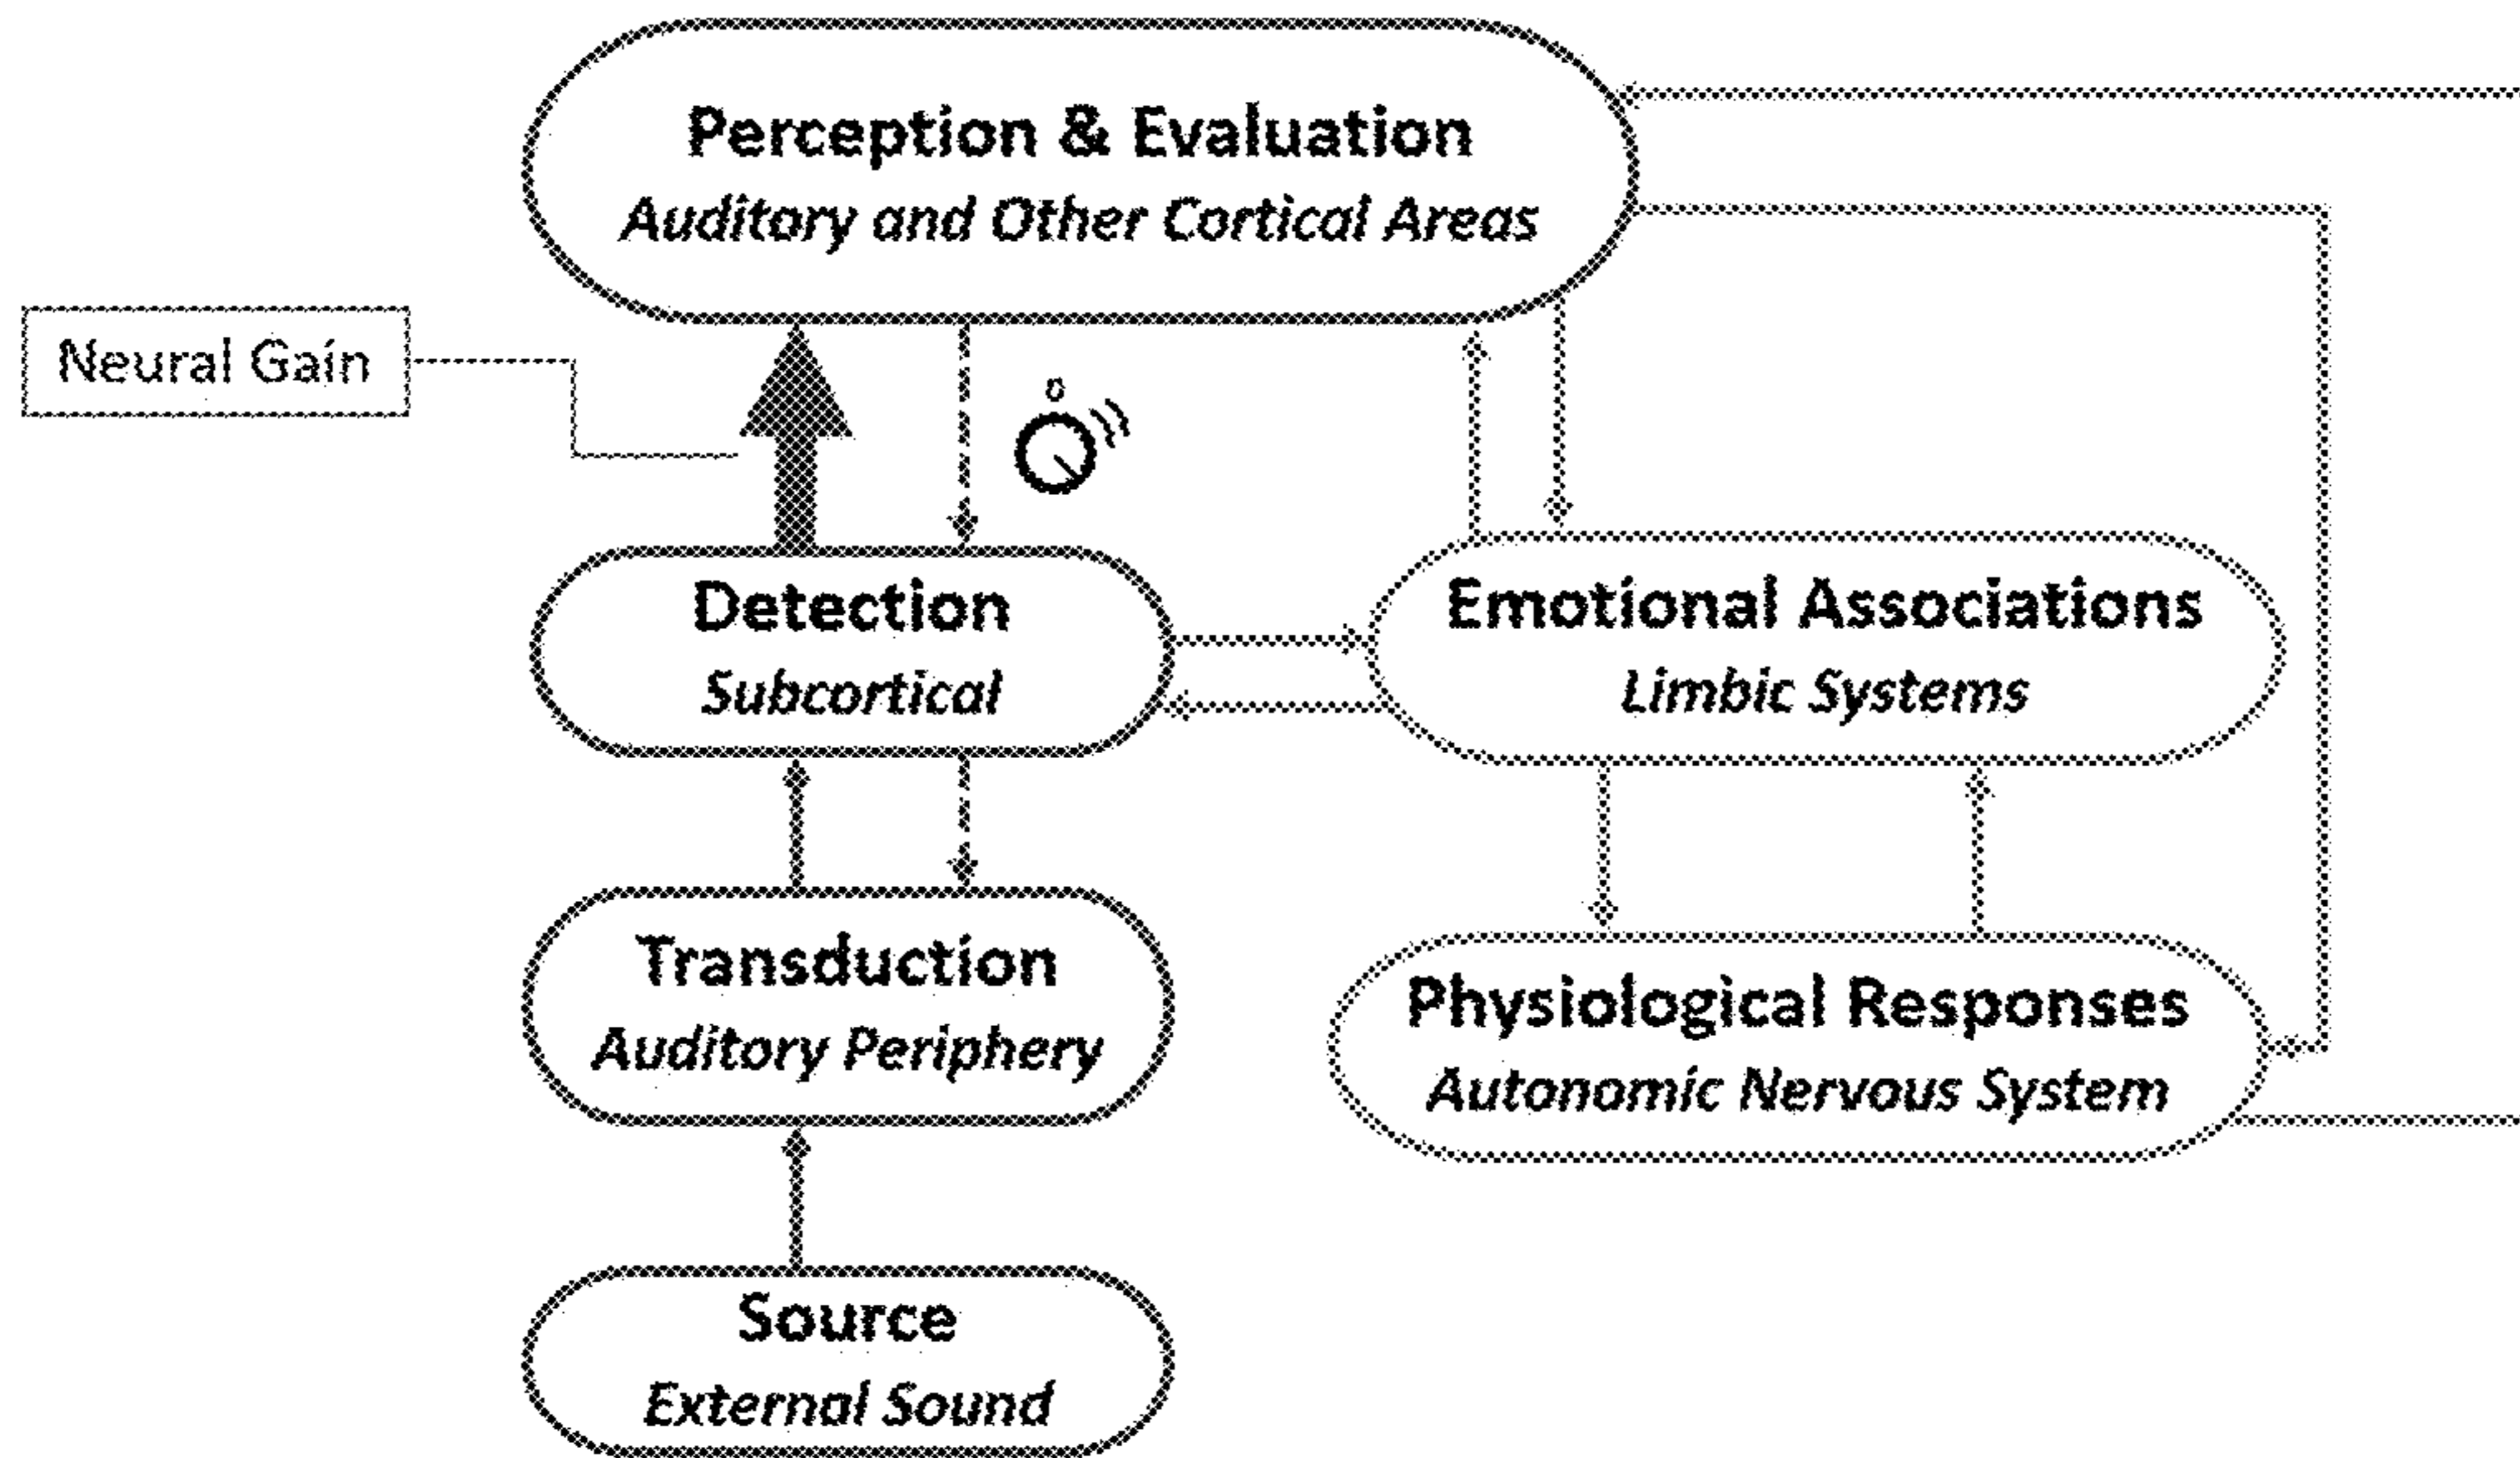 Perception & Evaluation
Auditory and Other Cortical Areas
Neural Gain
0
Detection
Subcortical
Emotional Associations
Limbic Systems
Transduction
Auditory Periphery
Physiological Responses
Autonomic Nervous System
Source
External Sound